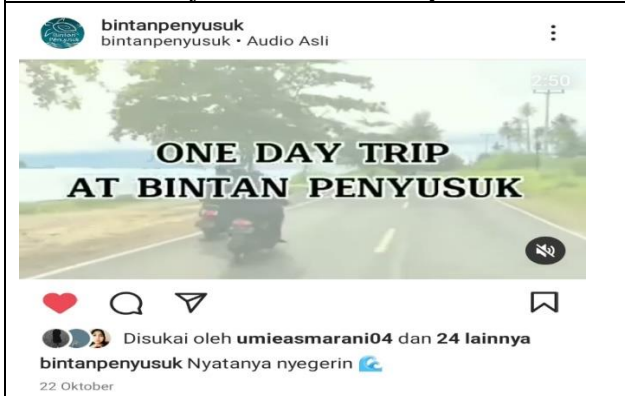 bintanpenyusuk
bintanpenyusuk • Audio Asli
2:50
ONE DAY TRIP
AT BINTAN PENYUSUK
Disukai oleh umieasmarani04 dan 24 lainnya
bintanpenyusuk Nyatanya nyegerin 🌊
22 Oktober